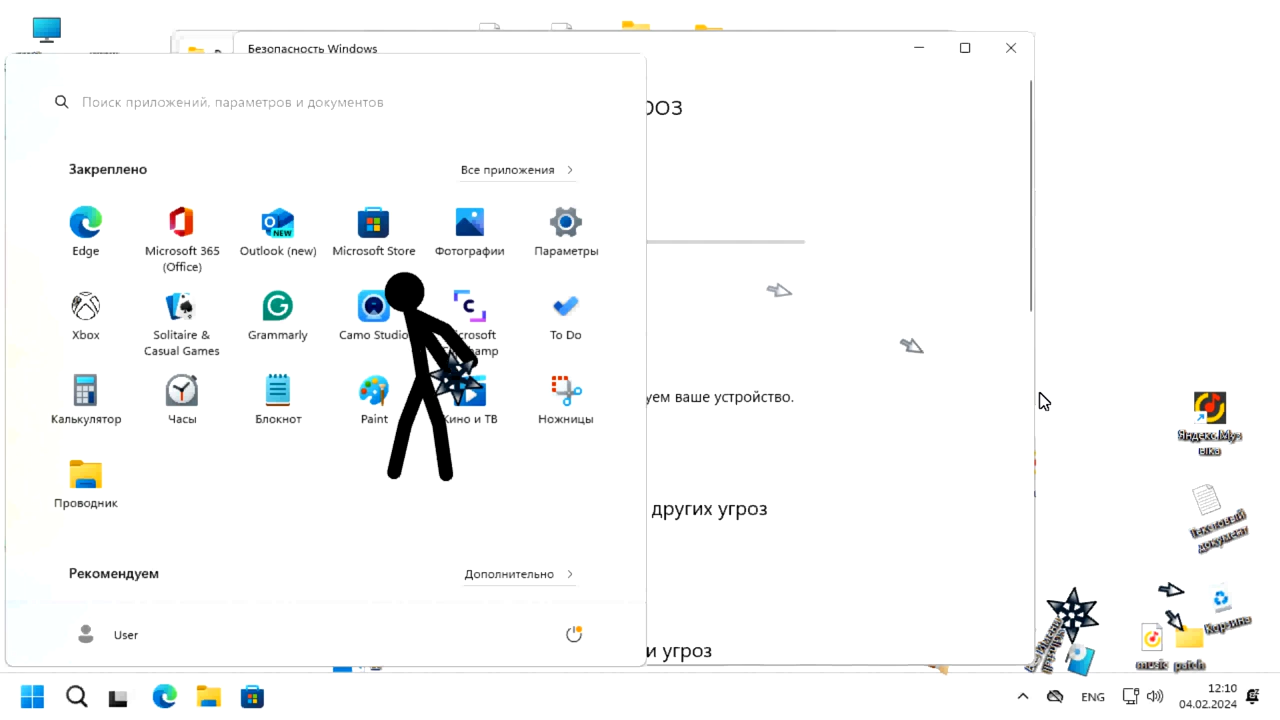 Безопасность Windows
Поиск приложений, параметров и документов
роз
Закреплено
Все приложения
Edge
Microsoft 365
(Office)
Outlook (new)
Microsoft Store
Фотографии
Параметры
Xbox
Solitaire &
Casual Games
Grammarly
Camo Studio
To Do
Калькулятор
Часы
Блокнот
Paint
Кино и ТВ
Ножницы
уем ваше устройство.
Яндекс.Музыка
Проводник
других угроз
Текстовый
документ
Рекомендуем
Дополнительно
User
Корзина
и угроз
music
patch
ENG
12:10
04.02.2024